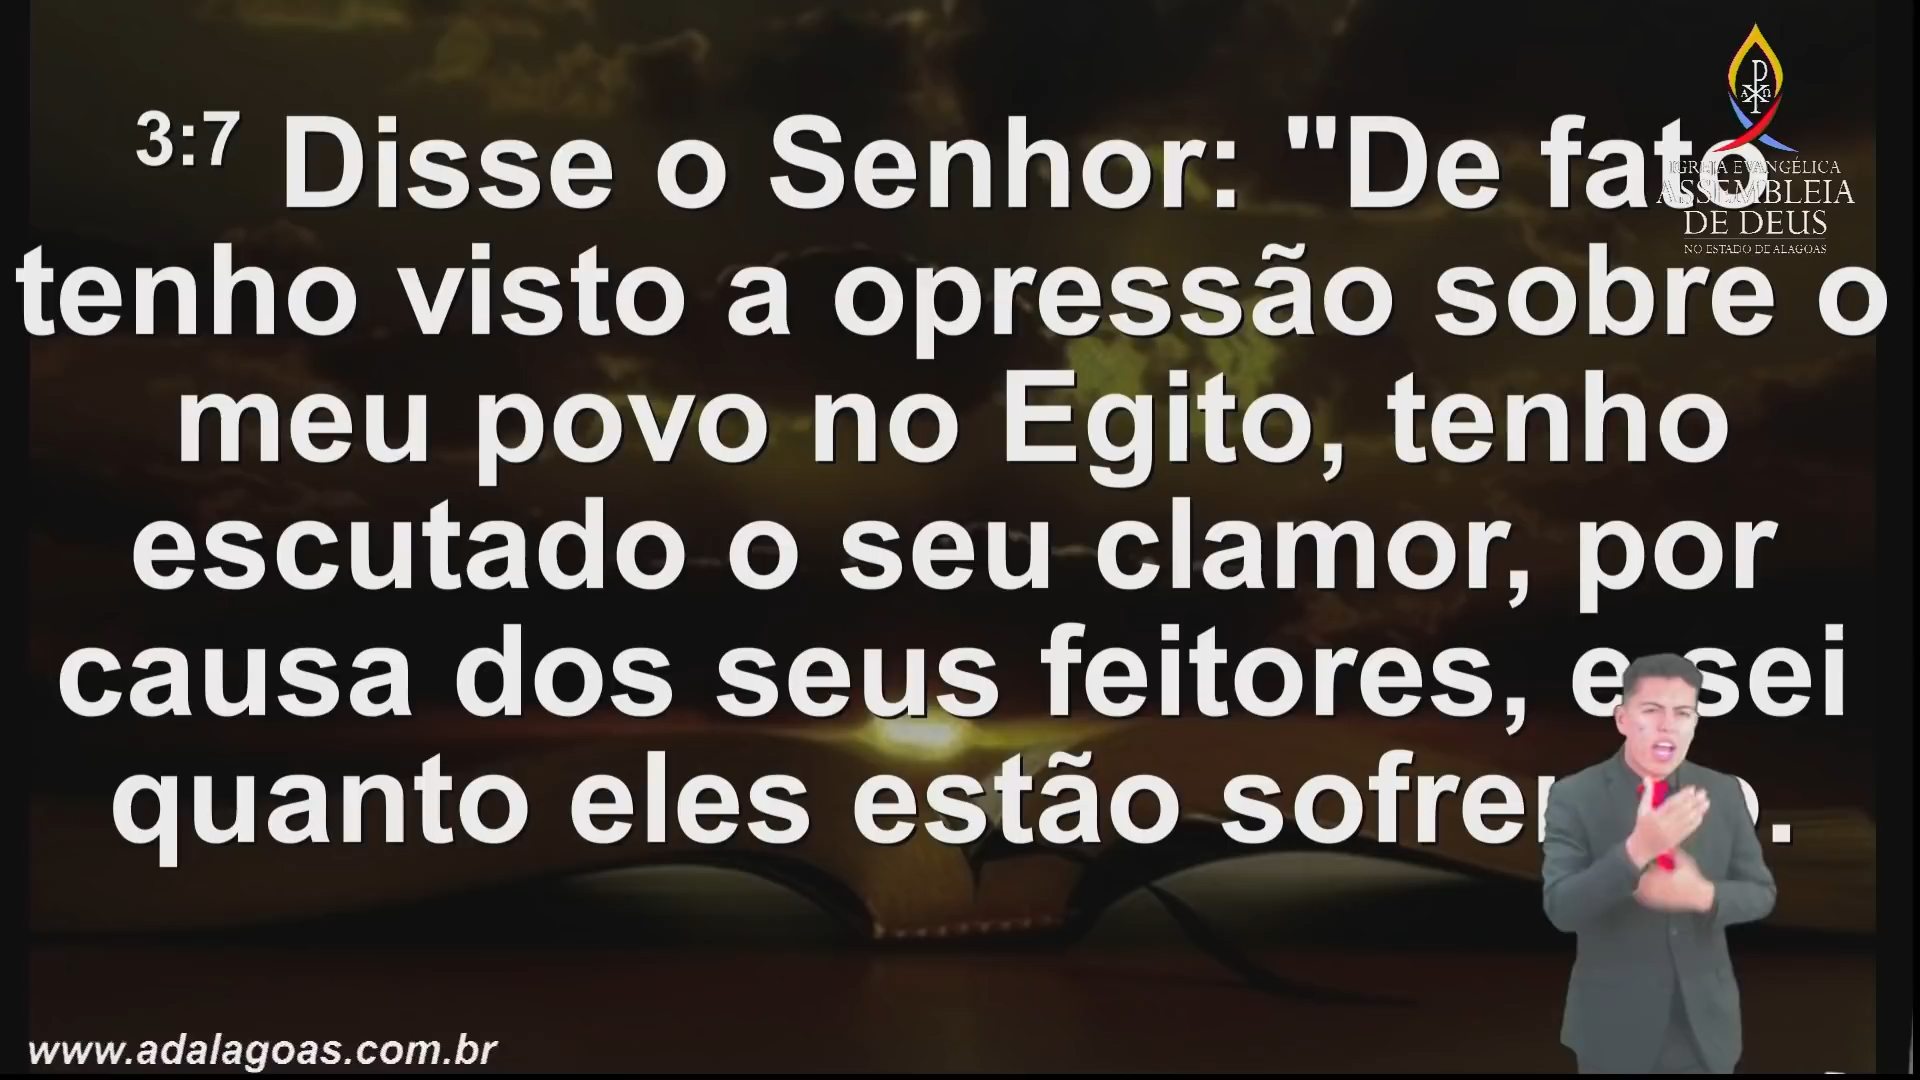 3:7 Disse o Senhor: "De fato
tenho visto a opressão sobre o
meu povo no Egito, tenho
escutado o seu clamor, por
causa dos seus feitores, e sei
quanto eles estão sofrendo.
IGREJA EVANGÉLICA
ASSEMBLEIA
DE DEUS
NO ESTADO DE ALAGOAS
www.adalagoas.com.br